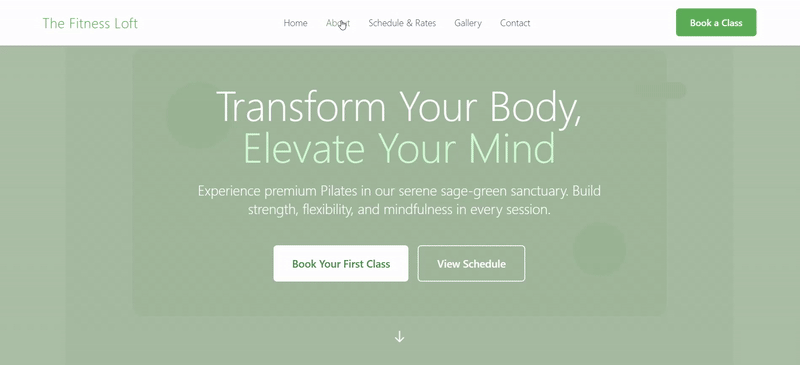 The Fitness Loft
Home
About
Schedule & Rates
Gallery
Contact
Book a Class
Transform Your Body,
Elevate Your Mind
Experience premium Pilates in our serene sage-green sanctuary. Build
strength, flexibility, and mindfulness in every session.
Book Your First Class
View Schedule